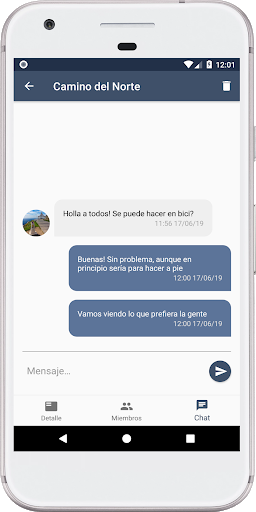 12:01
Camino del Norte
Holla a todos! Se puede hacer en bici?
11:56 17/06/19
Buenas! Sin problema, aunque en
principio seria para hacer a pie
12:00 17/06/19
Vamos viendo lo que prefiera la gente
12:00 17/06/19
Mensaje...
Detalle
Miembros
Chat